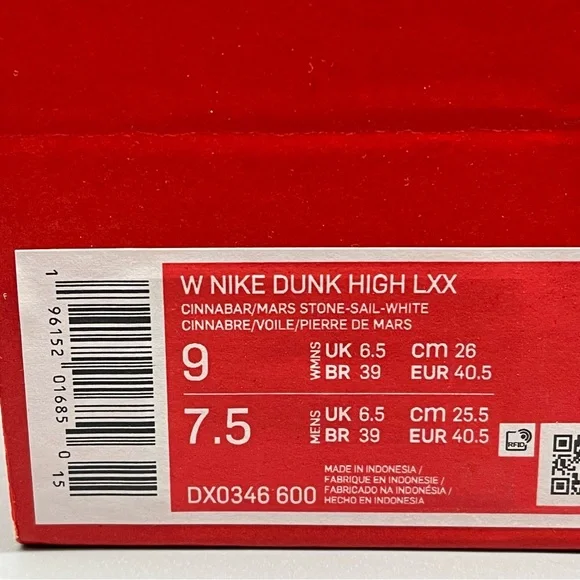 W NIKE DUNK HIGH LXX
CINNABAR/MARS STONE-SAIL-WHITE
CINNABRE/VOILE/PIERRE DE MARS
9 WMNS UK 6.5 cm 26
BR 39 EUR 40.5
7.5 MENS UK 6.5 cm 25.5
BR 39 EUR 40.5
RFID
DX0346 600
MADE IN INDONESIA /
FABRIQUE EN INDONESIE /
FABRICADO NA INDONÉSIA /
HECHO EN INDONESIA
1 96152 01685 0 15